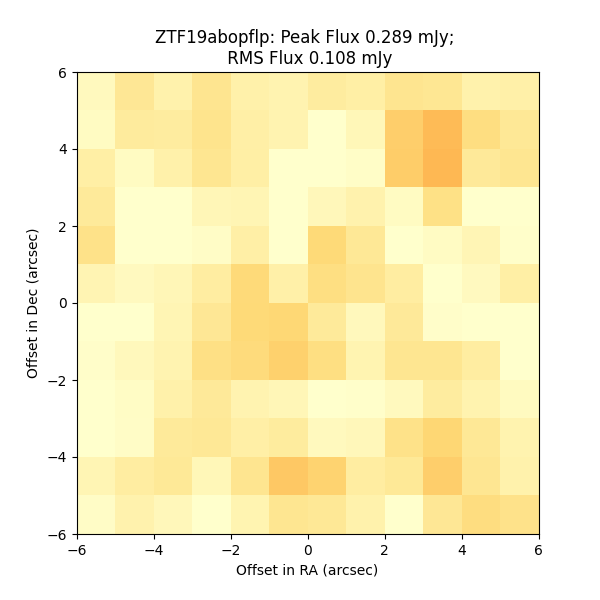 ZTF19abopflp: Peak Flux 0.289 mJy;
RMS Flux 0.108 mJy
6
4
2
0
−2
−4
−6
Offset in Dec (arcsec)
−6 −4 −2 0 2 4 6
Offset in RA (arcsec)